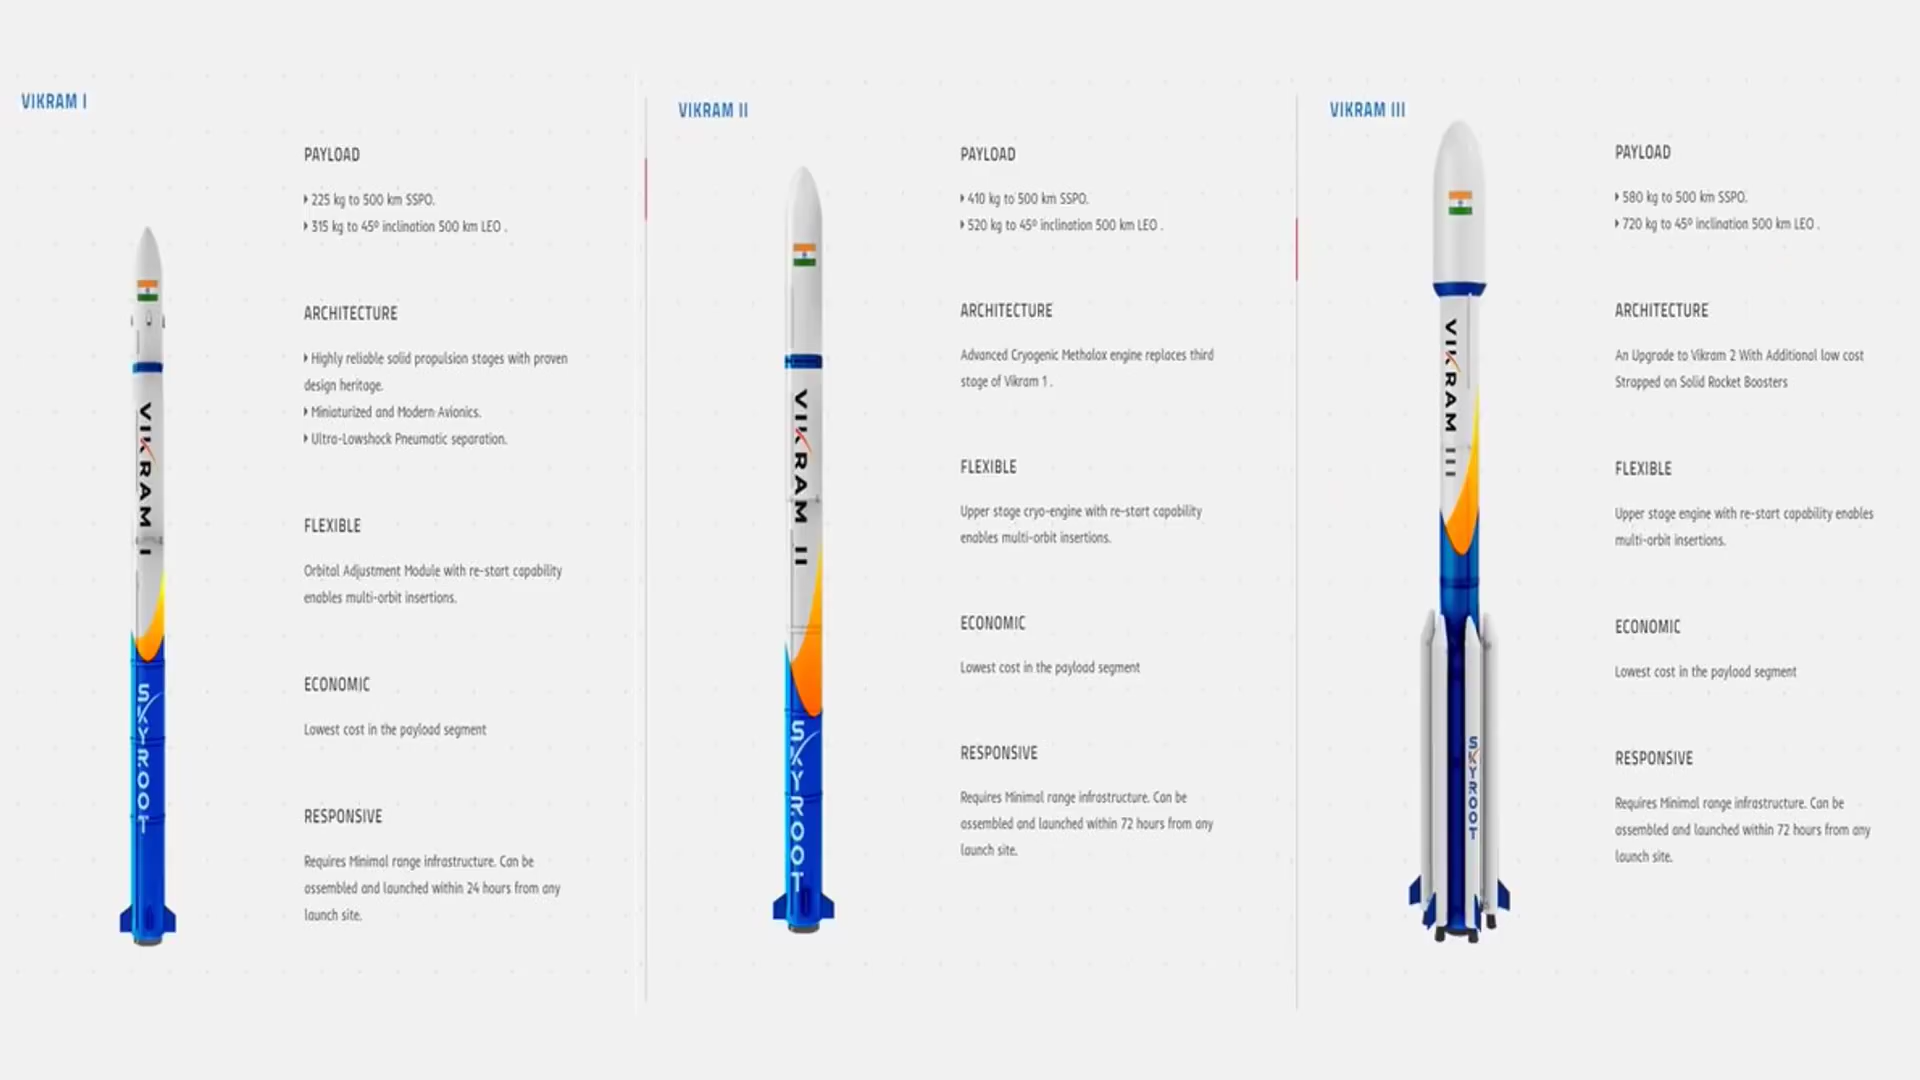 VIKRAM I
PAYLOAD
225 kg to 500 km SSPO.
315 kg to 45º inclination 500 km LEO .
ARCHITECTURE
Highly reliable solid propulsion stages with proven
design heritage.
Miniaturized and Modern Avionics.
Ultra-Lowshock Pneumatic separation.
FLEXIBLE
Orbital Adjustment Module with re-start capability
enables multi-orbit insertions.
ECONOMIC
Lowest cost in the payload segment
RESPONSIVE
Requires Minimal range infrastructure. Can be
assembled and launched within 24 hours from any
launch site.
VIKRAM I
SKYROOT
VIKRAM II
PAYLOAD
410 kg to 500 km SSPO.
520 kg to 45º inclination 500 km LEO .
ARCHITECTURE
Advanced Cryogenic Methalox engine replaces third
stage of Vikram 1 .
FLEXIBLE
Upper stage cryo-engine with re-start capability
enables multi-orbit insertions.
ECONOMIC
Lowest cost in the payload segment
RESPONSIVE
Requires Minimal range infrastructure. Can be
assembled and launched within 72 hours from any
launch site.
VIKRAM II
SKYROOT
VIKRAM III
PAYLOAD
580 kg to 500 km SSPO.
720 kg to 45º inclination 500 km LEO .
ARCHITECTURE
An Upgrade to Vikram 2 With Additional low cost
Strapped on Solid Rocket Boosters
FLEXIBLE
Upper stage engine with re-start capability enables
multi-orbit insertions.
ECONOMIC
Lowest cost in the payload segment
RESPONSIVE
Requires Minimal range infrastructure. Can be
assembled and launched within 72 hours from any
launch site.
VIKRAM III
SKYROOT